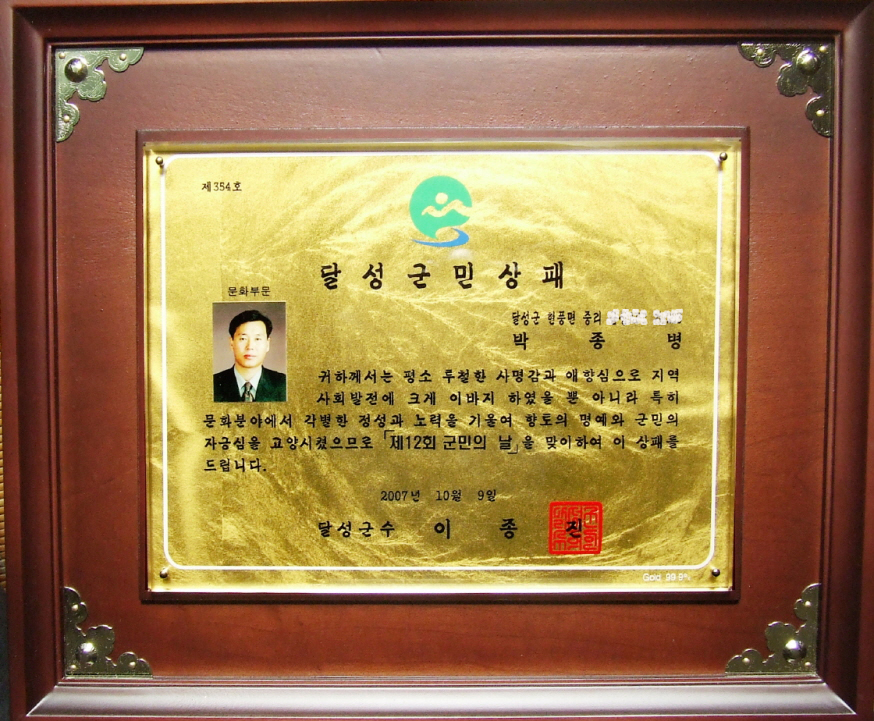 제354호
달성군민상패
문화부문
달성군 현풍면 중리
박 종 병
귀하께서는 평소 투철한 사명감과 애향심으로 지역
사회발전에 크게 이바지 하였을 뿐 아니라 특히
문화분야에서 각별한 정성과 노력을 기울여 향토의 명예와 군민의
자긍심을 고양시켰으므로 「제12회 군민의 날」을 맞이하여 이 상패를
드립니다.
2007년 10월 9일
달성군수 이 종 진
Gold 99.9%